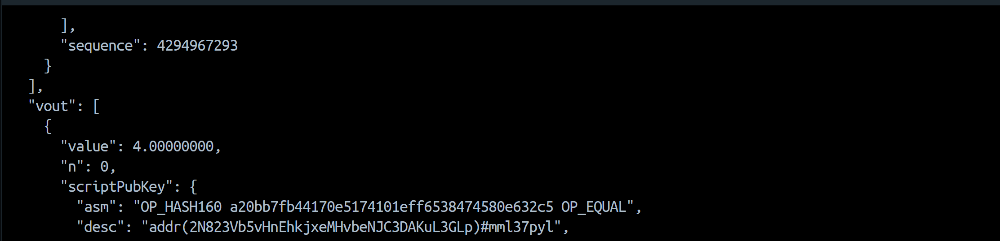 ],
"sequence": 4294967293
}
],
"vout": [
{
"value": 4.00000000,
"n": 0,
"scriptPubKey": {
"asm": "OP_HASH160 a20bb7fb44170e5174101eff6538474580e632c5 OP_EQUAL",
"desc": "addr(2N823Vb5vHnEhkjxeMHvbeNJC3DAKuL3GLp)#mml37pyl",